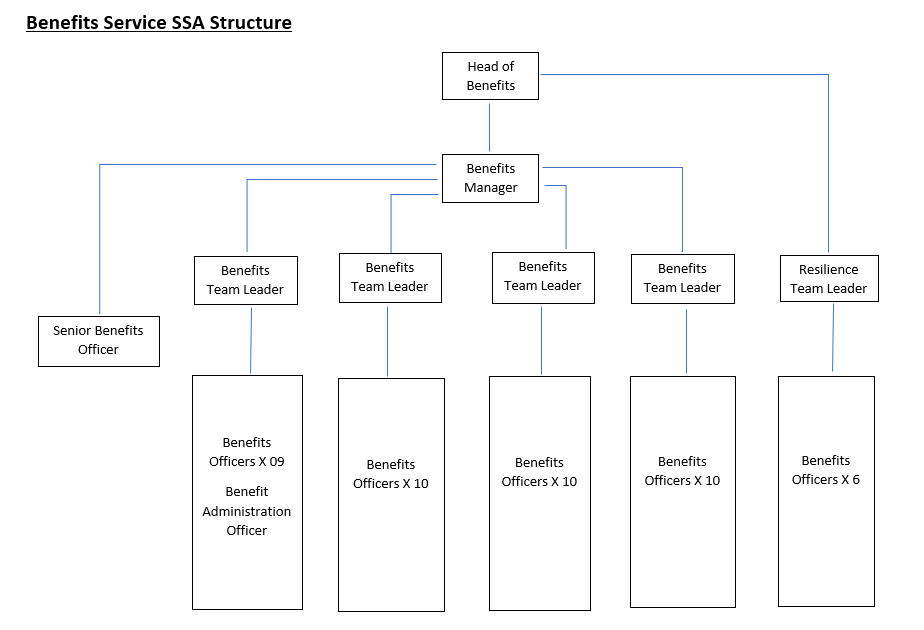 Benefits Service SSA Structure
Head of
Benefits
Benefits
Manager
Benefits
Team Leader
Benefits
Team Leader
Benefits
Team Leader
Benefits
Team Leader
Resilience
Team Leader
Senior Benefits
Officer
Benefits
Officers X 09
Benefit
Administration
Officer
Benefits
Officers X 10
Benefits
Officers X 10
Benefits
Officers X 10
Benefits
Officers X 6